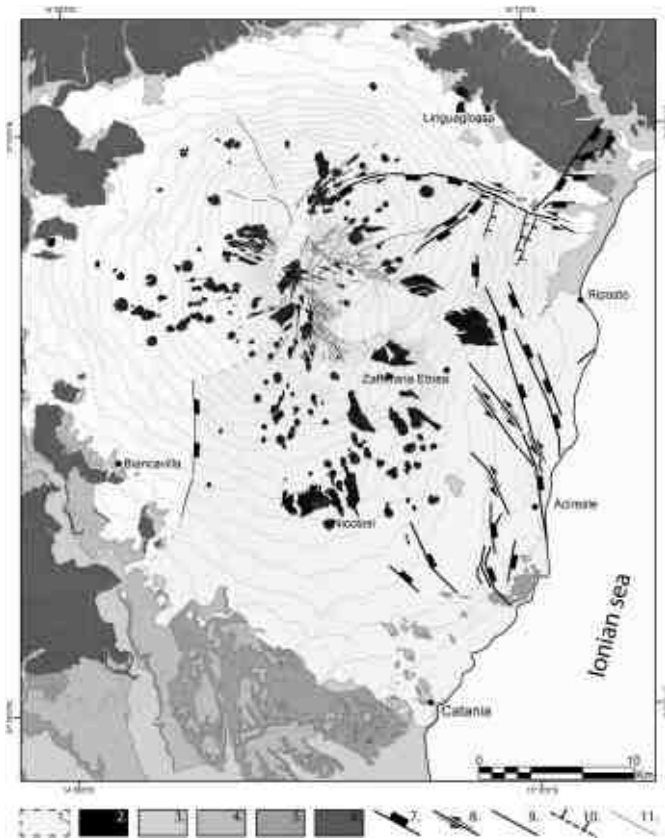 Linguaglossa
Riposto
Zafferana Etnea
Biancavilla
Acireale
Nicolosi
Ionian sea
Catania
0 10
Km
1. 2. 3. 4. 5. 6. 7. 8. 9. 10. 11.